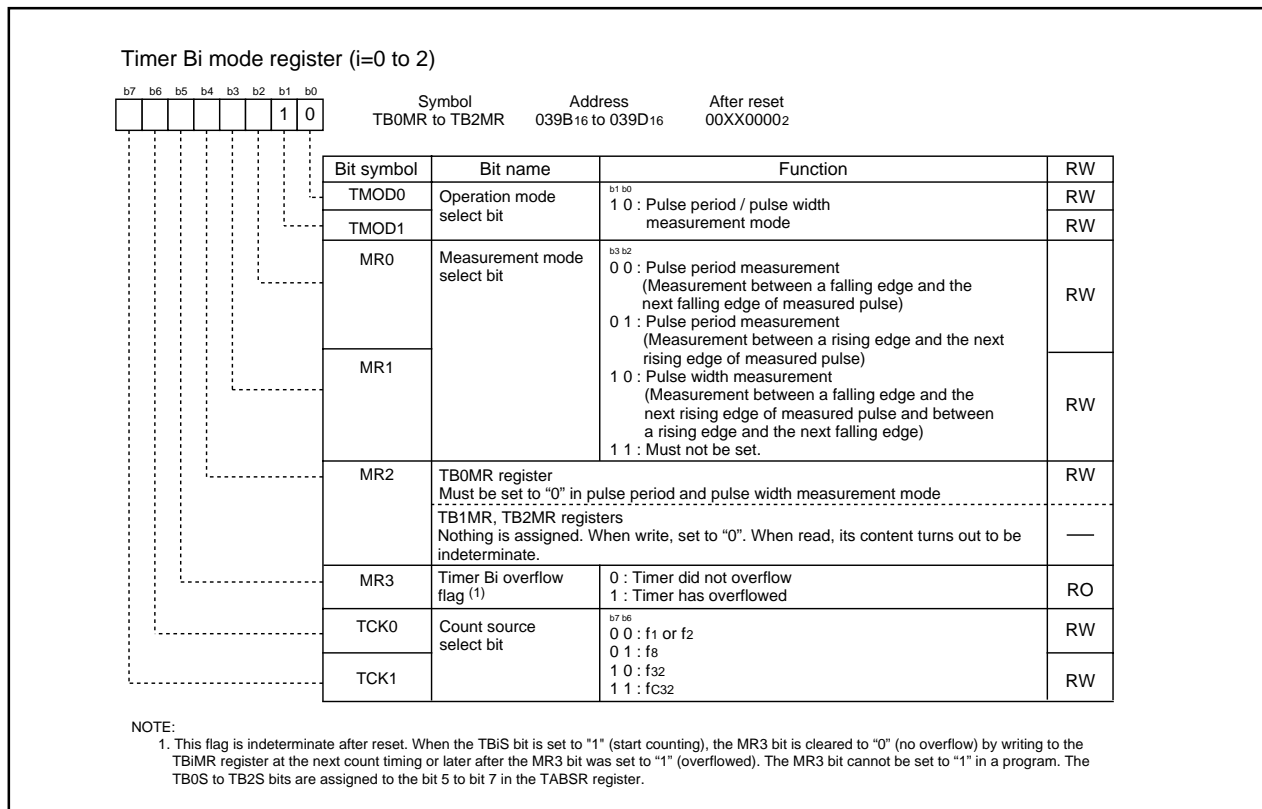 Timer Bi mode register (i=0 to 2)
b7 b6 b5 b4 b3 b2 b1 b0
1 0
Symbol Address After reset
TB0MR to TB2MR 039B16 to 039D16 00XX00002
Bit symbol Bit name Function RW
TMOD0 Operation mode select bit b1 b0 RW
1 0 : Pulse period / pulse width
TMOD1 measurement mode RW
MR0 Measurement mode b3 b2
select bit 0 0 : Pulse period measurement
(Measurement between a falling edge and the
next falling edge of measured pulse) RW
0 1 : Pulse period measurement
(Measurement between a rising edge and the next
rising edge of measured pulse)
MR1 1 0 : Pulse width measurement
(Measurement between a falling edge and the
next rising edge of measured pulse and between RW
a rising edge and the next falling edge)
1 1 : Must not be set.
MR2 TB0MR register RW
Must be set to “0” in pulse period and pulse width measurement mode
TB1MR, TB2MR registers
Nothing is assigned. When write, set to “0”. When read, its content turns out to be —
indeterminate.
MR3 Timer Bi overflow 0 : Timer did not overflow RO
flag (1) 1 : Timer has overflowed
TCK0 Count source b7 b6 RW
select bit 0 0 : f1 or f2
0 1 : f8
TCK1 1 0 : f32 RW
1 1 : fC32
NOTE:
1. This flag is indeterminate after reset. When the TBiS bit is set to "1" (start counting), the MR3 bit is cleared to “0” (no overflow) by writing to the
TBiMR register at the next count timing or later after the MR3 bit was set to “1” (overflowed). The MR3 bit cannot be set to “1” in a program. The
TB0S to TB2S bits are assigned to the bit 5 to bit 7 in the TABSR register.